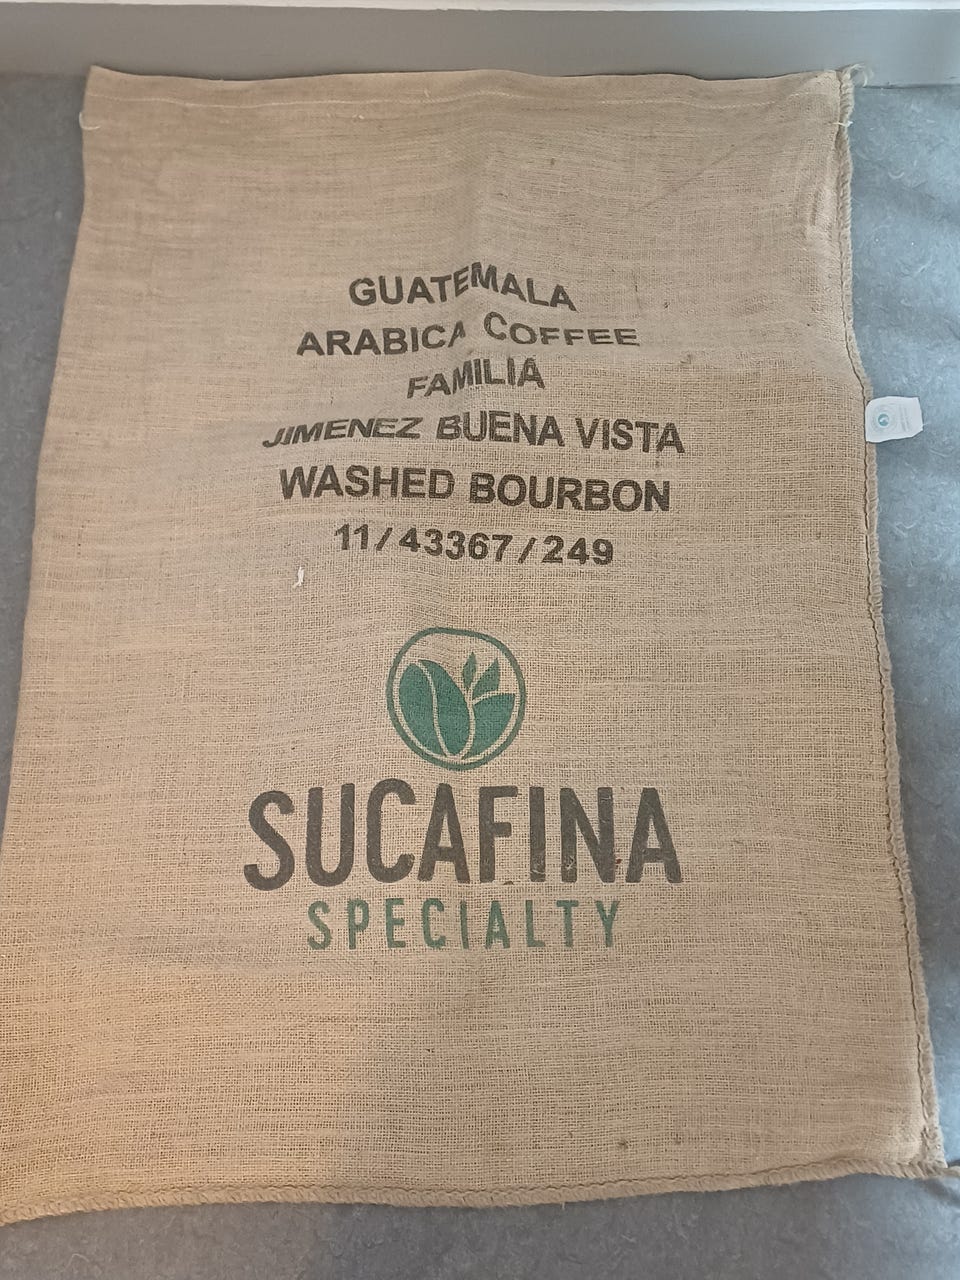 GUATEMALA
ARABICA COFFEE
FAMILIA
JIMENEZ BUENA VISTA
WASHED BOURBON
11/43367/249
SUCAFINA
SPECIALTY